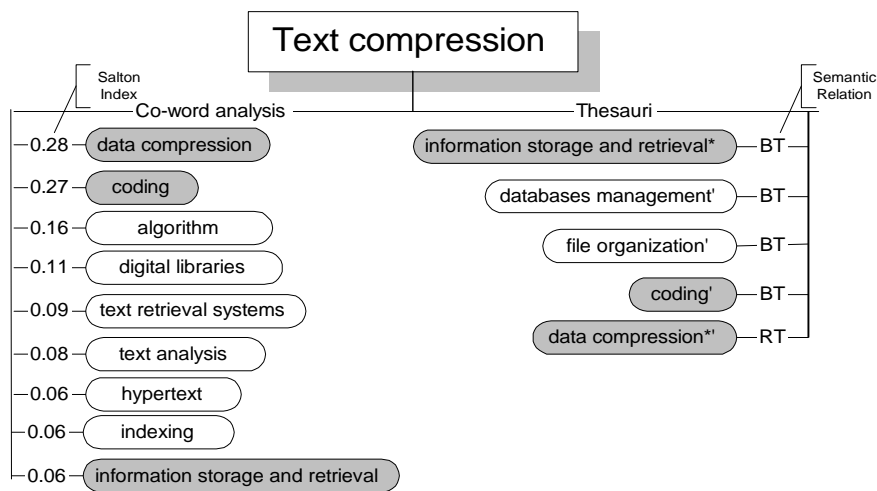 Text compression
Salton
Index
Semantic
Relation
Co-word analysis
Thesauri
0.28 data compression
0.27 coding
0.16 algorithm
0.11 digital libraries
0.09 text retrieval systems
0.08 text analysis
0.06 hypertext
0.06 indexing
0.06 information storage and retrieval
information storage and retrieval* BT
databases management' BT
file organization' BT
coding' BT
data compression*' RT